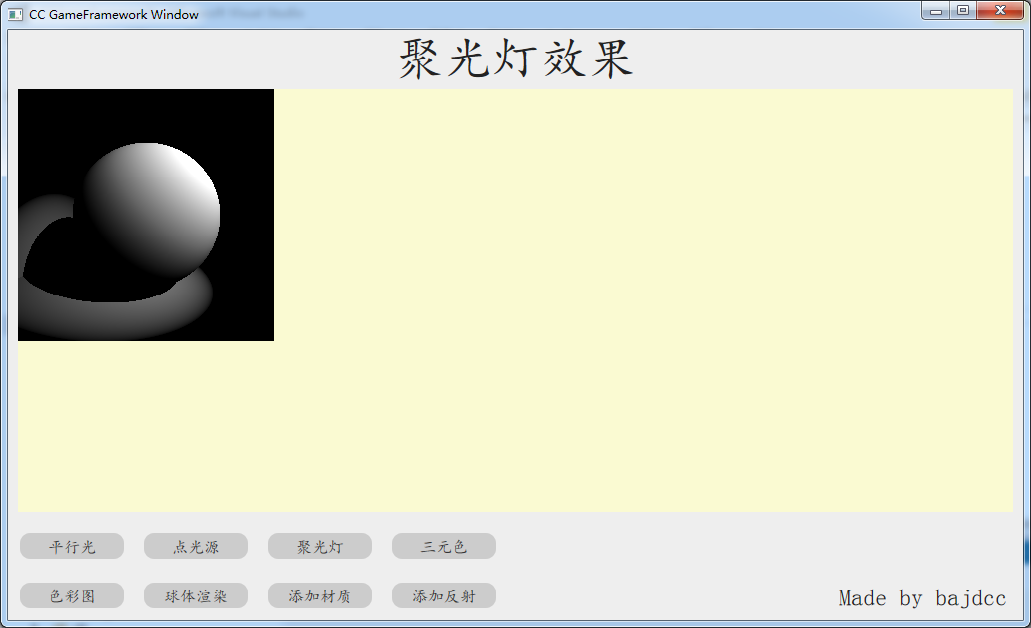 CC GameFramework Window
聚光灯效果
平行光 点光源 聚光灯 三元色
色彩图 球体渲染 添加材质 添加反射
Made by bajdcc